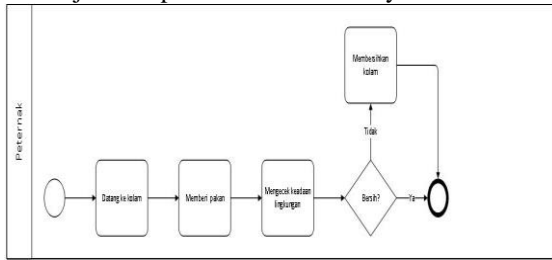 Peternak
Datang ke kolam
Memberi pakan
Mengecek keadaan
lingkungan
Bersih?
Ya
Tidak
Membersihkan
kolam